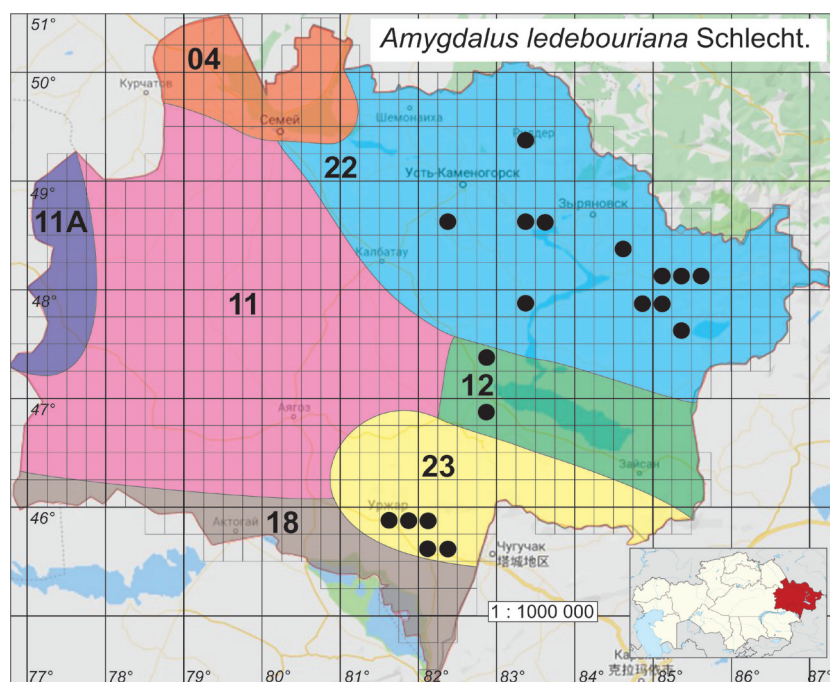 51°
Amygdalus ledebouriana Schlecht.
04
50°
Курчатов
Семей
Шемонаиха
Риддер
22
49°
Усть-Каменогорск
11A
Зыряновск
Калбатау
48°
11
12
47°
Аягоз
23
Зайсан
46°
Уржар
18
Актогай
Чугучак
塔城地区
1 : 1000 000
克拉玛依市
77°
78°
79°
80°
81°
82°
83°
84°
85°
86°
87°